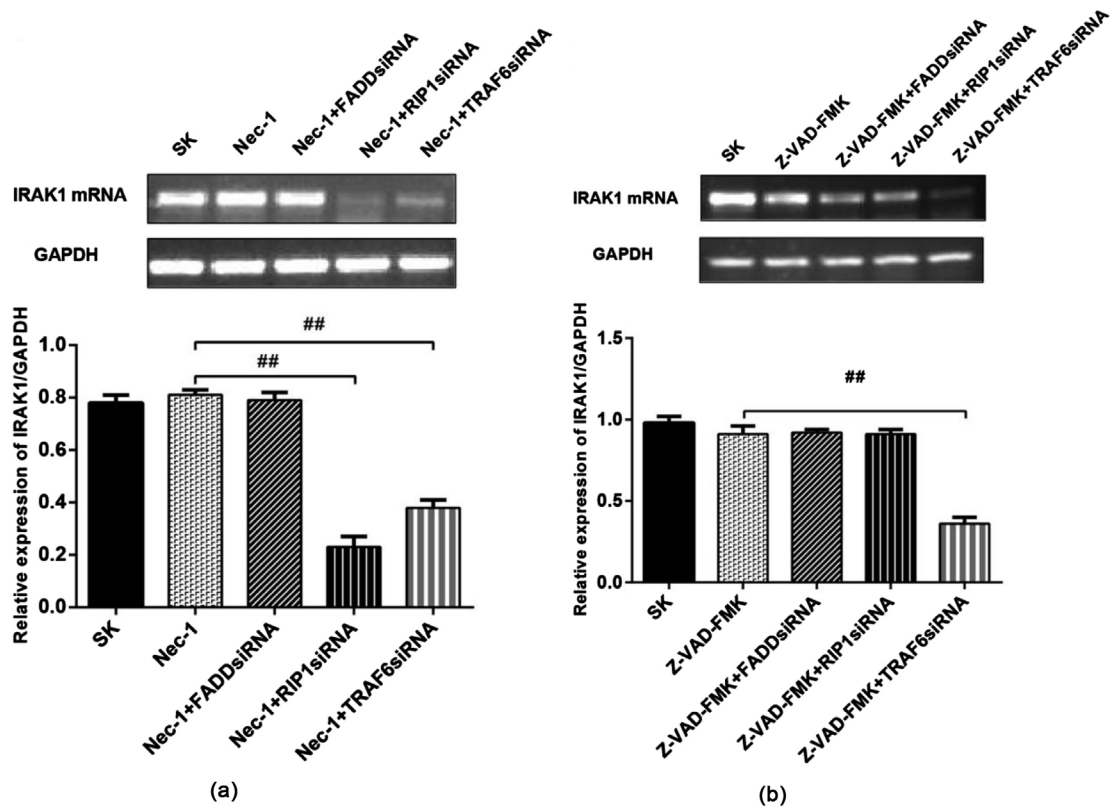 SK
Nec-1
Nec-1+FADDsiRNA
Nec-1+RIP1siRNA
Nec-1+TRAF6siRNA
IRAK1 mRNA
GAPDH
Relative expression of IRAK1/GAPDH
1.0
0.8
0.6
0.4
0.2
0.0
##
##
SK
Nec-1
Nec-1+FADDsiRNA
Nec-1+RIP1siRNA
Nec-1+TRAF6siRNA
(a)
SK
Z-VAD-FMK
Z-VAD-FMK+FADDsiRNA
Z-VAD-FMK+RIP1siRNA
Z-VAD-FMK+TRAF6siRNA
IRAK1 mRNA
GAPDH
Relative expression of IRAK1/GAPDH
1.5
1.0
0.5
0.0
##
SK
Z-VAD-FMK
Z-VAD-FMK+FADDsiRNA
Z-VAD-FMK+RIP1siRNA
Z-VAD-FMK+TRAF6siRNA
(b)